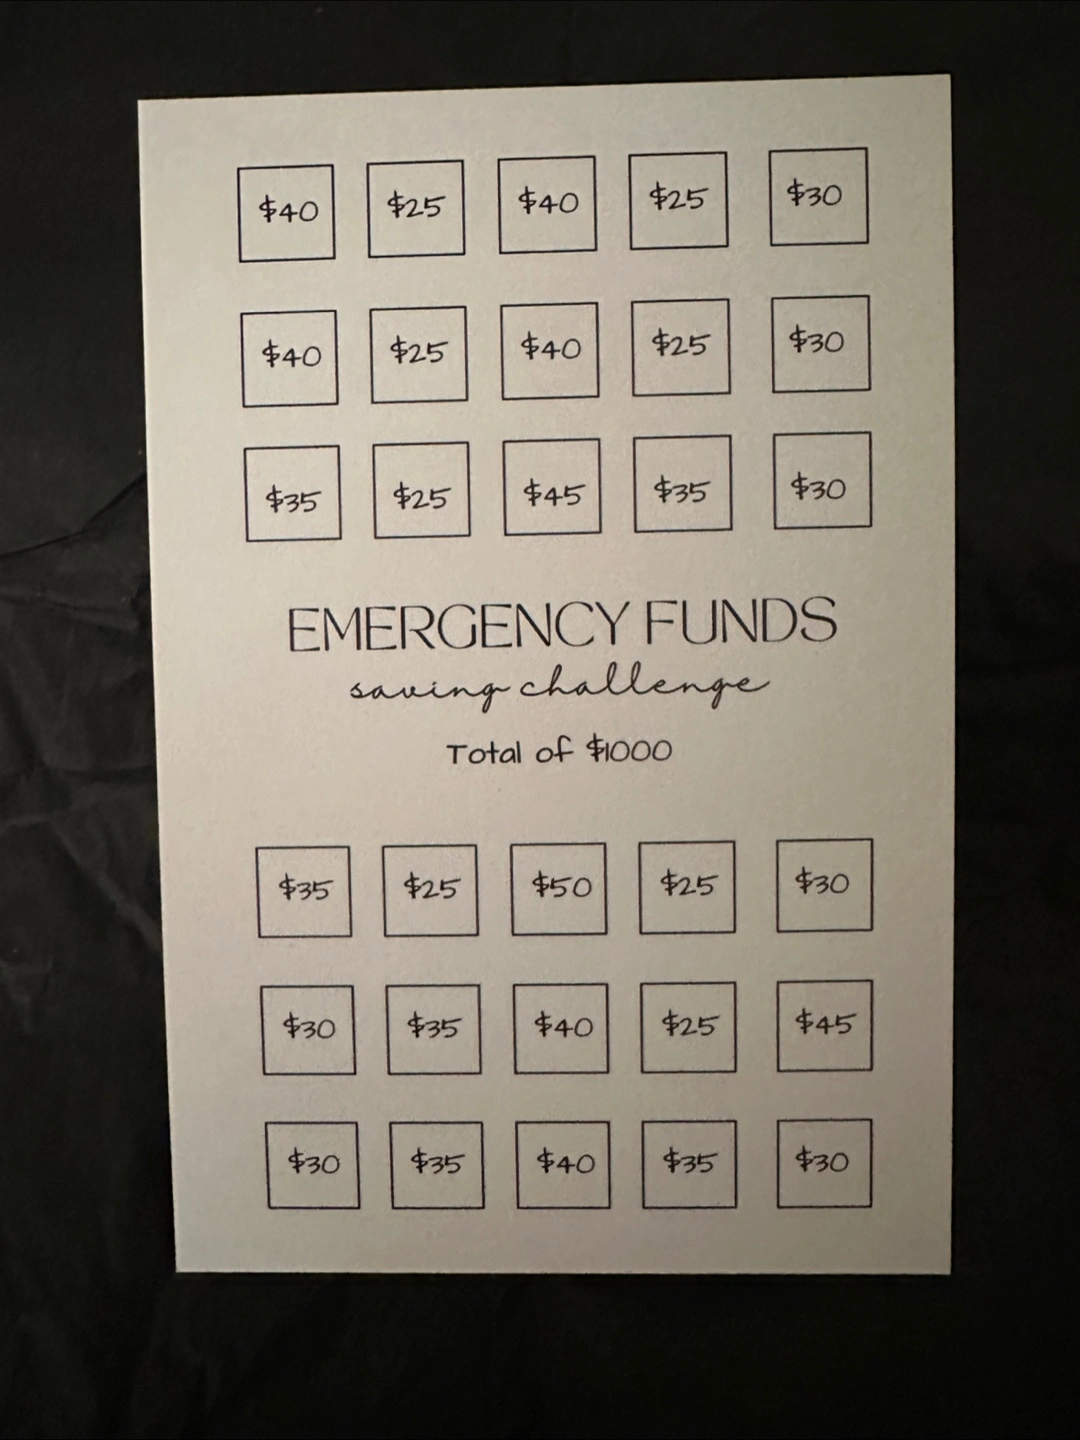 $40 $25 $40 $25 $30
$40 $25 $40 $25 $30
$35 $25 $45 $35 $30
EMERGENCY FUNDS
saving challenge
Total of $1000
$35 $25 $50 $25 $30
$30 $35 $40 $25 $45
$30 $35 $40 $35 $30